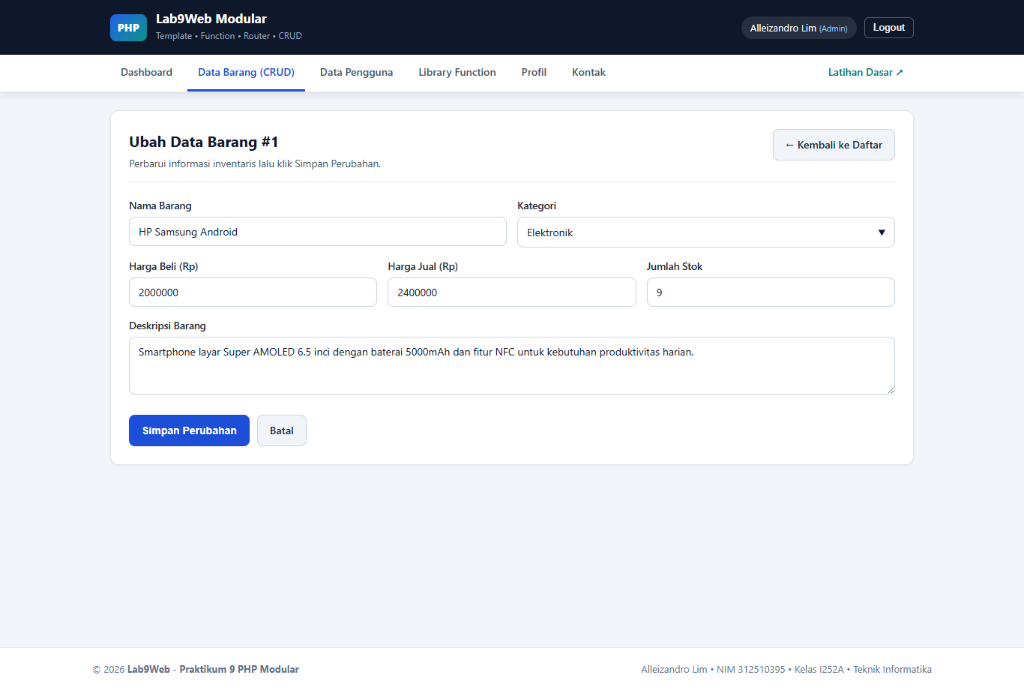 PHP
Lab9Web Modular
Template • Function • Router • CRUD
Alleizandro Lim (Admin)
Logout
Dashboard
Data Barang (CRUD)
Data Pengguna
Library Function
Profil
Kontak
Latihan Dasar ↗
Ubah Data Barang #1
Perbarui informasi inventaris lalu klik Simpan Perubahan.
← Kembali ke Daftar
Nama Barang
HP Samsung Android
Kategori
Elektronik
Harga Beli (Rp)
2000000
Harga Jual (Rp)
2400000
Jumlah Stok
9
Deskripsi Barang
Smartphone layar Super AMOLED 6.5 inci dengan baterai 5000mAh dan fitur NFC untuk kebutuhan produktivitas harian.
Simpan Perubahan
Batal
© 2026 Lab9Web - Praktikum 9 PHP Modular
Alleizandro Lim • NIM 312510395 • Kelas I252A • Teknik Informatika